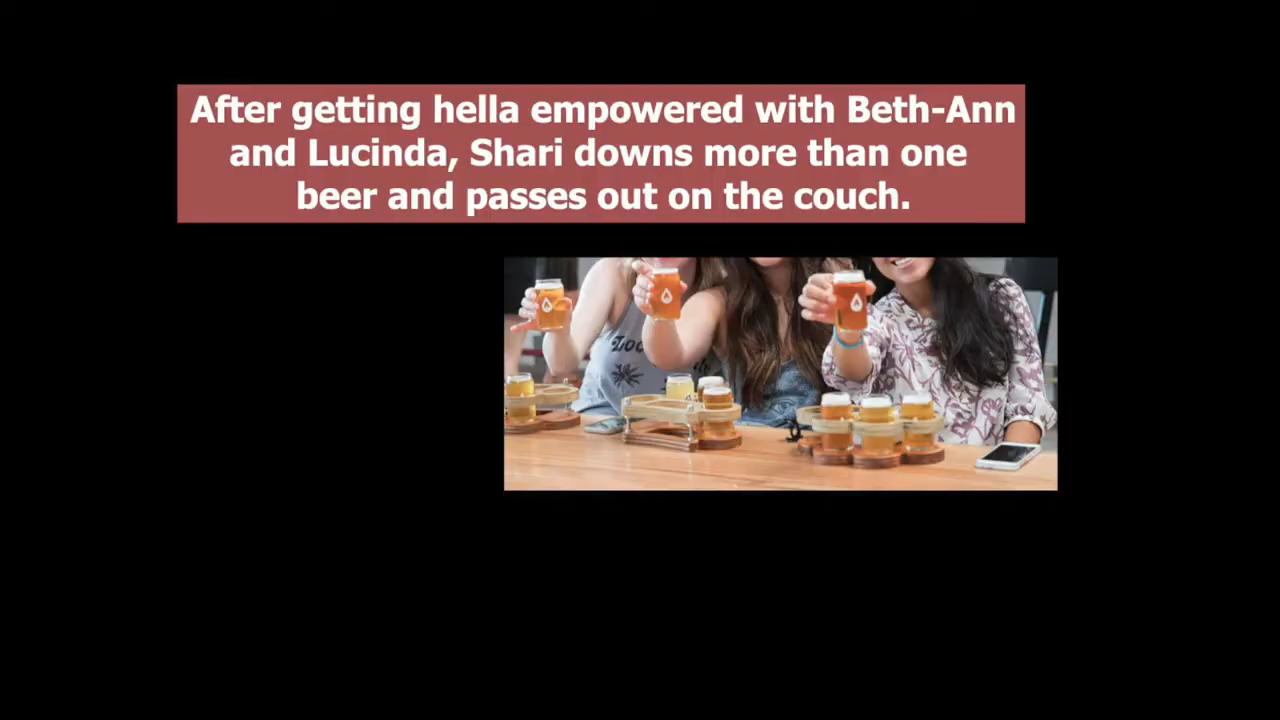 After getting hella empowered with Beth-Ann
and Lucinda, Shari downs more than one
beer and passes out on the couch.